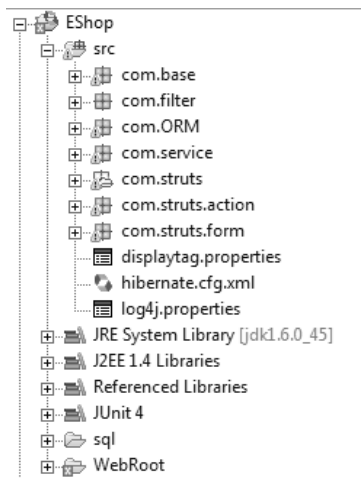 EShop
src
com.base
com.filter
com.ORM
com.service
com.struts
com.struts.action
com.struts.form
displaytag.properties
hibernate.cfg.xml
log4j.properties
JRE System Library [jdk1.6.0_45]
J2EE 1.4 Libraries
Referenced Libraries
JUnit 4
sql
WebRoot